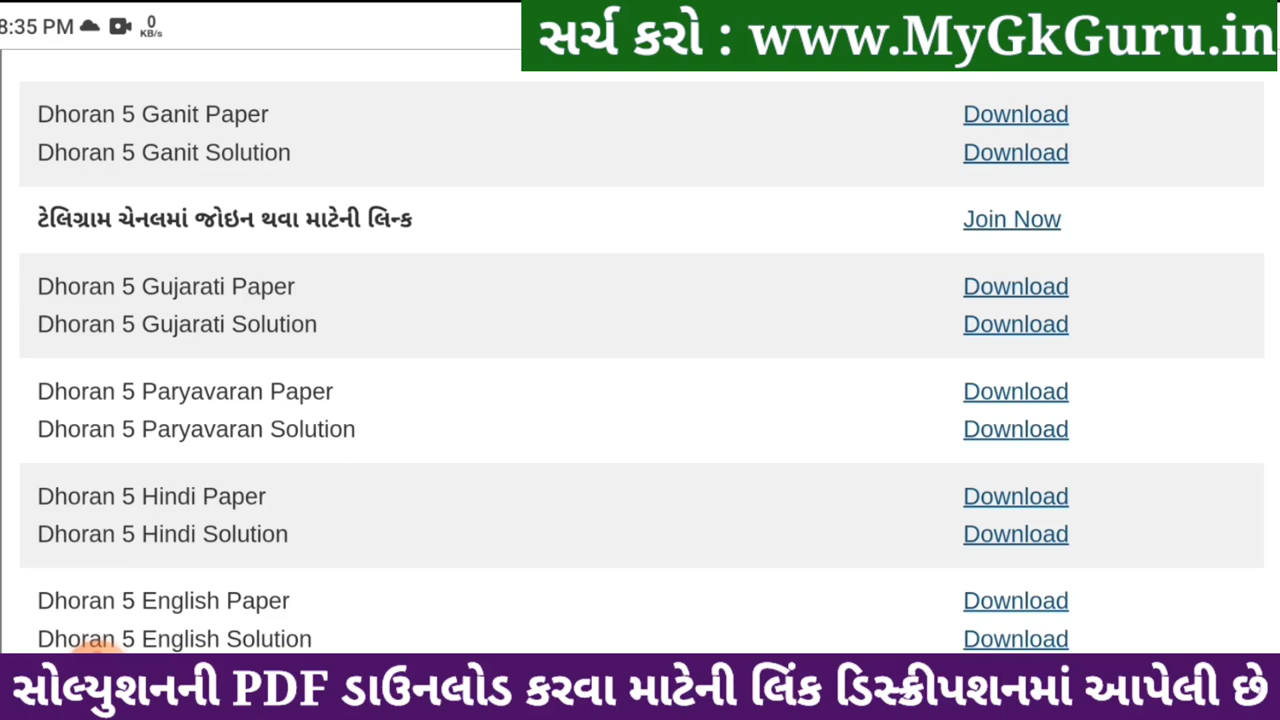 8:35 PM 0 KB/s
સર્ચ કરો : www.MyGkGuru.in
Dhoran 5 Ganit Paper Download
Dhoran 5 Ganit Solution Download
ટેલિગ્રામ ચેનલમાં જોઇન થવા માટેની લિન્ક Join Now
Dhoran 5 Gujarati Paper Download
Dhoran 5 Gujarati Solution Download
Dhoran 5 Paryavaran Paper Download
Dhoran 5 Paryavaran Solution Download
Dhoran 5 Hindi Paper Download
Dhoran 5 Hindi Solution Download
Dhoran 5 English Paper Download
Dhoran 5 English Solution Download
સોલ્યુશનની PDF ડાઉનલોડ કરવા માટેની લિંક ડિસ્ક્રીપશનમાં આપેલી છે